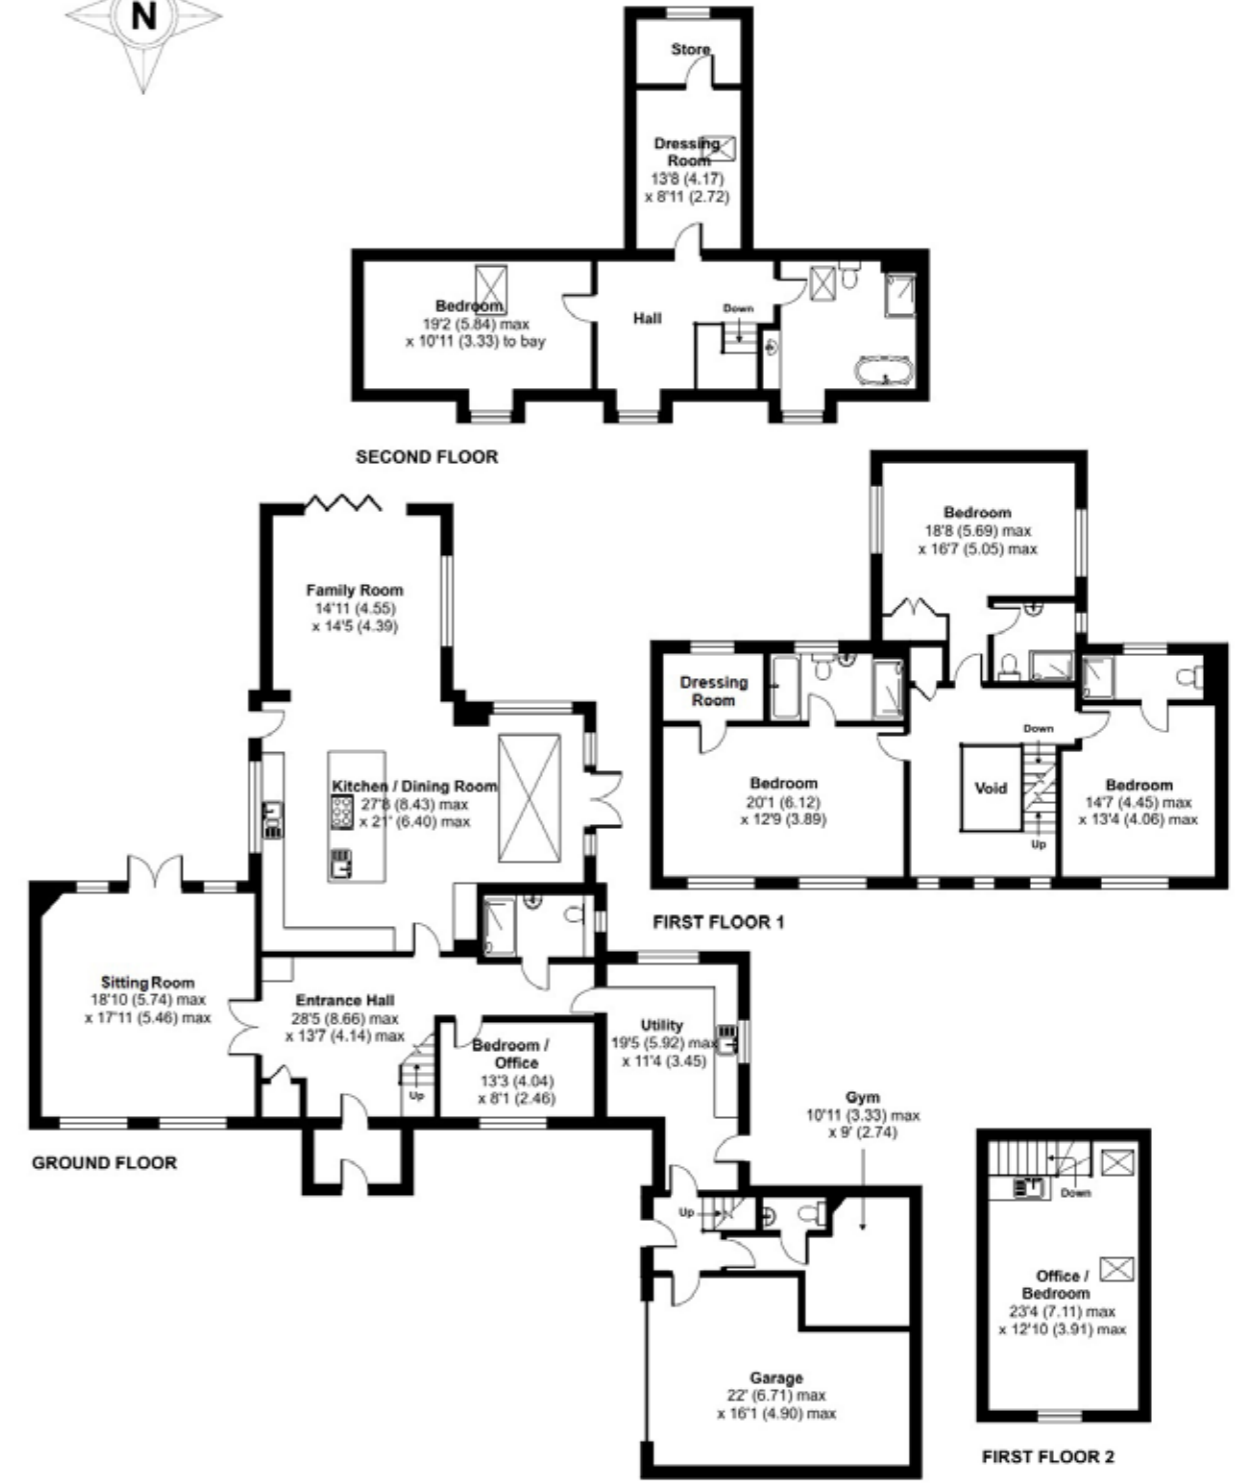 N
Store
Dressing
Room
13'8 (4.17)
x 8'11 (2.72)
Bedroom
19'2 (5.84) max
x 10'11 (3.33) to bay
Hall
Down
SECOND FLOOR
Bedroom
18'8 (5.69) max
x 16'7 (5.05) max
Dressing
Room
Bedroom
20'1 (6.12)
x 12'9 (3.89)
Down
Void
Up
Bedroom
14'7 (4.45) max
x 13'4 (4.06) max
FIRST FLOOR 1
Family Room
14'11 (4.55)
x 14'5 (4.39)
Kitchen / Dining Room
27'8 (8.43) max
x 21' (6.40) max
Sitting Room
18'10 (5.74) max
x 17'11 (5.46) max
Entrance Hall
28'5 (8.66) max
x 13'7 (4.14) max
Up
Bedroom /
Office
13'3 (4.04)
x 8'1 (2.46)
Utility
19'5 (5.92) max
x 11'4 (3.45)
Gym
10'11 (3.33) max
x 9' (2.74)
Up
Garage
22' (6.71) max
x 16'1 (4.90) max
GROUND FLOOR
Down
Office /
Bedroom
23'4 (7.11) max
x 12'10 (3.91) max
FIRST FLOOR 2